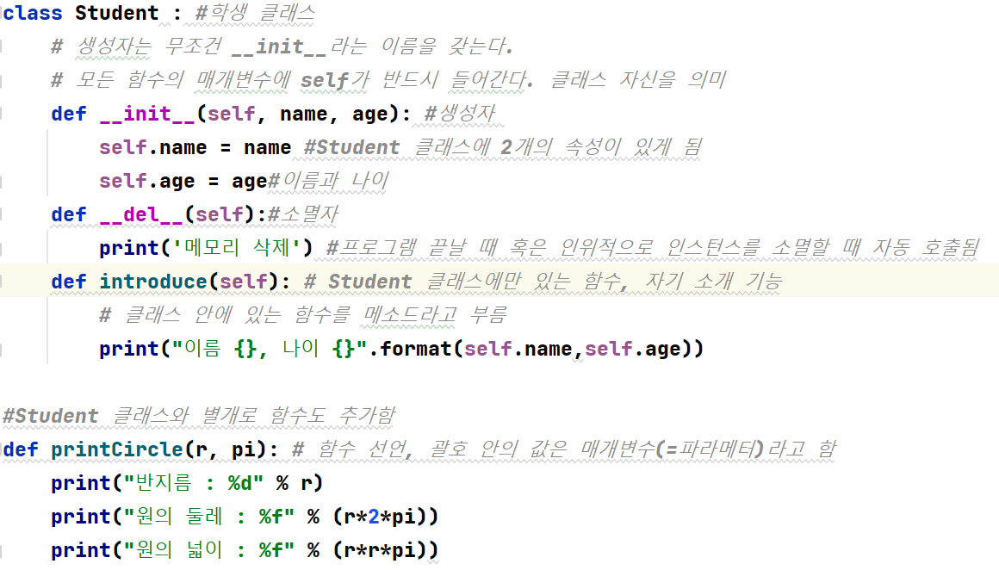 class Student : #학생 클래스
    # 생성자는 무조건 __init__라는 이름을 갖는다.
    # 모든 함수의 매개변수에 self가 반드시 들어간다. 클래스 자신을 의미
    def __init__(self, name, age): #생성자
        self.name = name #Student 클래스에 2개의 속성이 있게 됨
        self.age = age#이름과 나이
    def __del__(self):#소멸자
        print('메모리 삭제') #프로그램 끝날 때 혹은 인위적으로 인스턴스를 소멸할 때 자동 호출됨
    def introduce(self): # Student 클래스에만 있는 함수, 자기 소개 기능
        # 클래스 안에 있는 함수를 메소드라고 부름
        print("이름 {}, 나이 {}".format(self.name,self.age))
#Student 클래스와 별개로 함수도 추가함
def printCircle(r, pi): # 함수 선언, 괄호 안의 값은 매개변수(=파라메터)라고 함
    print("반지름 : %d" % r)
    print("원의 둘레 : %f" % (r*2*pi))
    print("원의 넓이 : %f" % (r*r*pi))